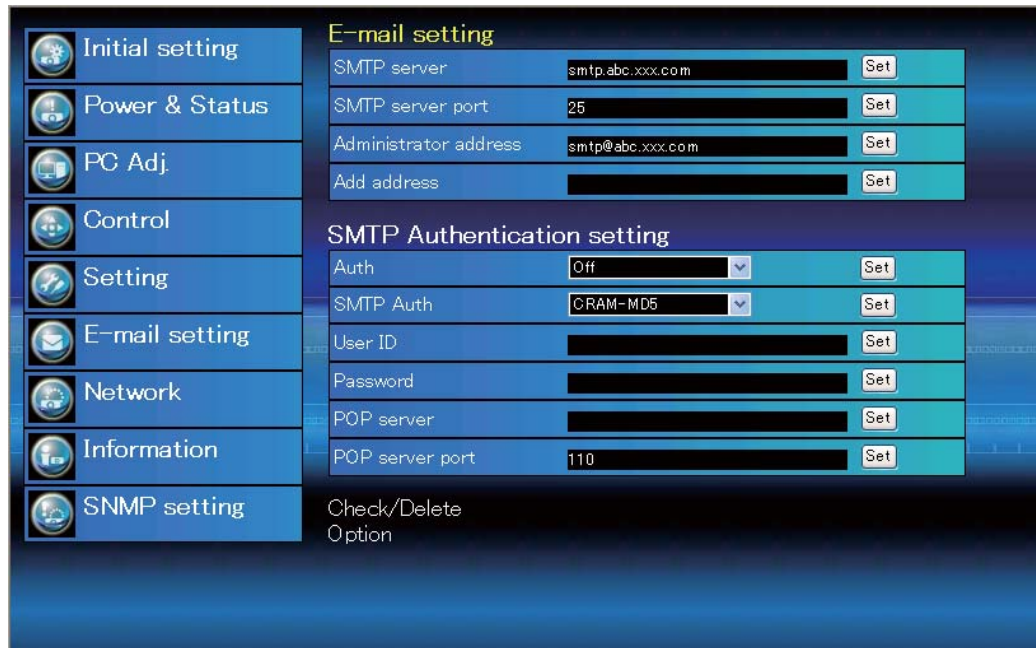 Initial setting
Power & Status
PC Adj.
Control
Setting
E-mail setting
Network
Information
SNMP setting
E-mail setting
SMTP server smtp.abc.xxx.com Set
SMTP server port 25 Set
Administrator address smtp@abc.xxx.com Set
Add address Set
SMTP Authentication setting
Auth Off Set
SMTP Auth CRAM-MD5 Set
User ID Set
Password Set
POP server Set
POP server port 110 Set
Check/Delete
Option